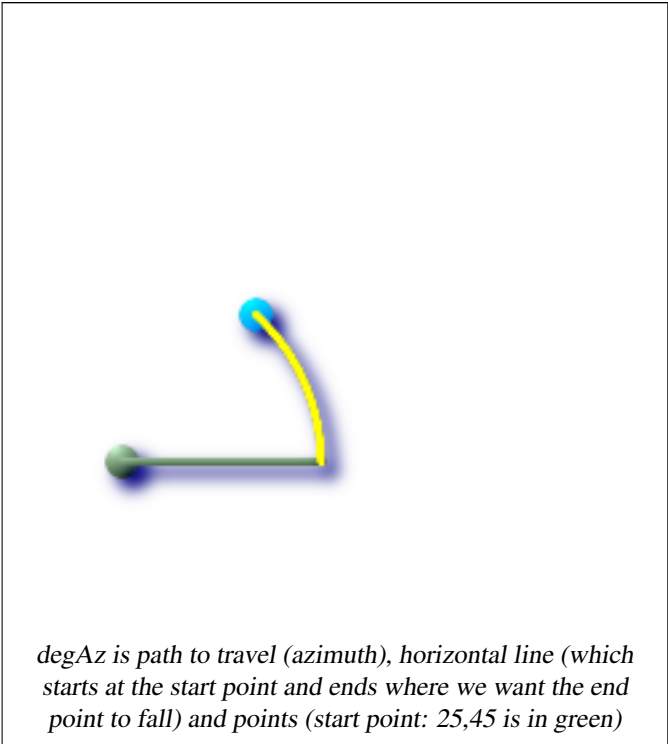 degAz is path to travel (azimuth), horizontal line (which
starts at the start point and ends where we want the end
point to fall) and points (start point: 25,45 is in green)